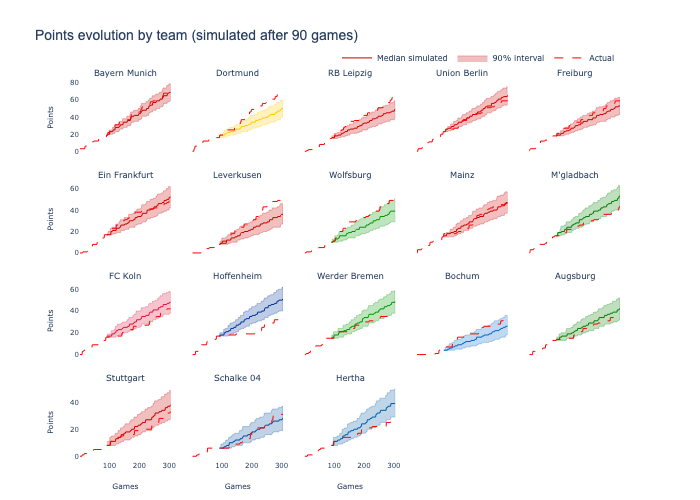 Points evolution by team (simulated after 90 games)
Median simulated 90% interval Actual
Bayern Munich Dortmund RB Leipzig Union Berlin Freiburg
80
60
40
20
0
Points
Ein Frankfurt Leverkusen Wolfsburg Mainz M'gladbach
60
40
20
0
Points
FC Koln Hoffenheim Werder Bremen Bochum Augsburg
60
40
20
0
Points
Stuttgart Schalke 04 Hertha
40
20
0
Points
100 200 300 100 200 300 100 200 300
Games Games Games